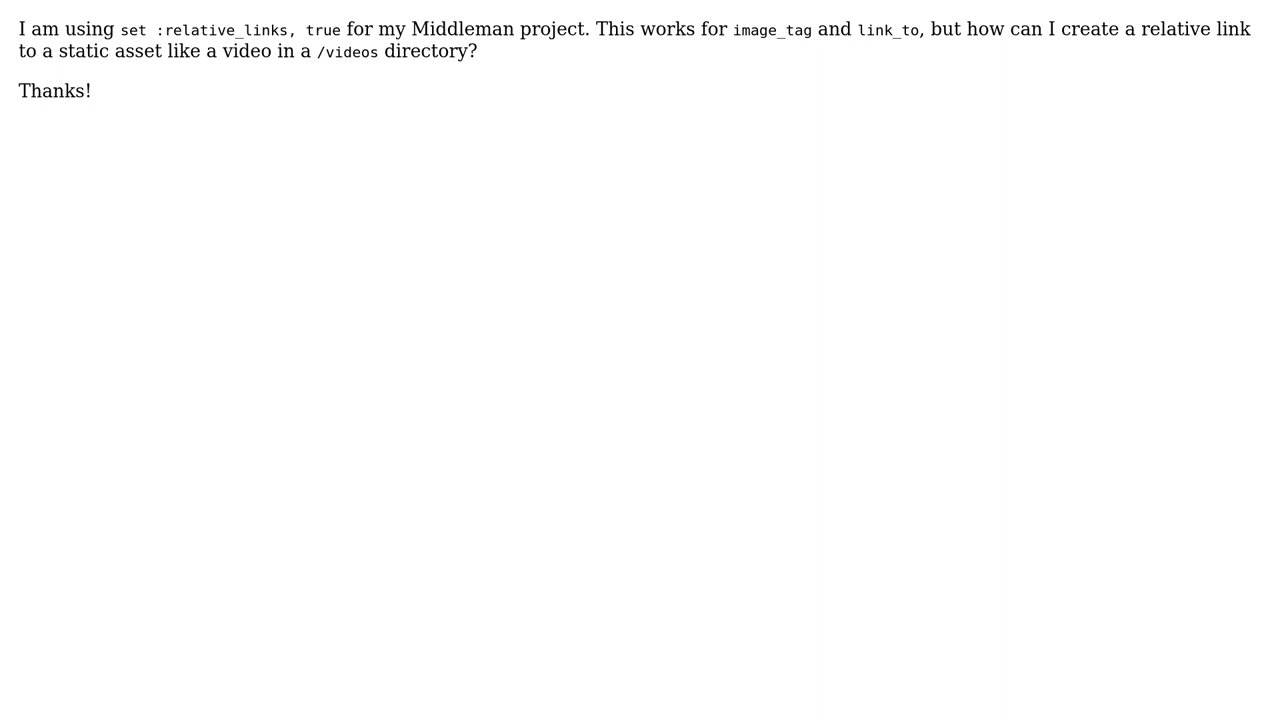 I am using set :relative_links, true for my Middleman project. This works for image_tag and link_to, but how can I create a relative link
to a static asset like a video in a /videos directory?
Thanks!